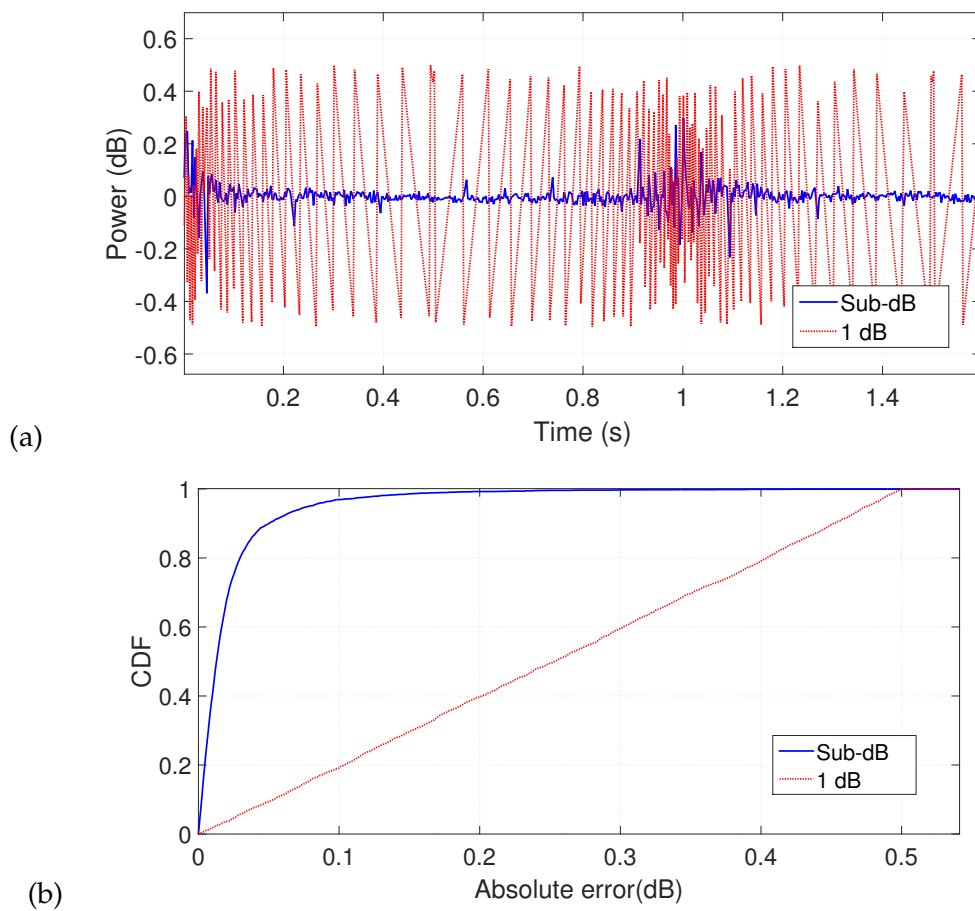 0.6
0.4
0.2
0
-0.2
-0.4
-0.6
Power (dB)
Sub-dB
1 dB
0.2 0.4 0.6 0.8 1 1.2 1.4
Time (s)
(a)
1
0.8
0.6
0.4
0.2
0
CDF
Sub-dB
1 dB
0 0.1 0.2 0.3 0.4 0.5
Absolute error(dB)
(b)